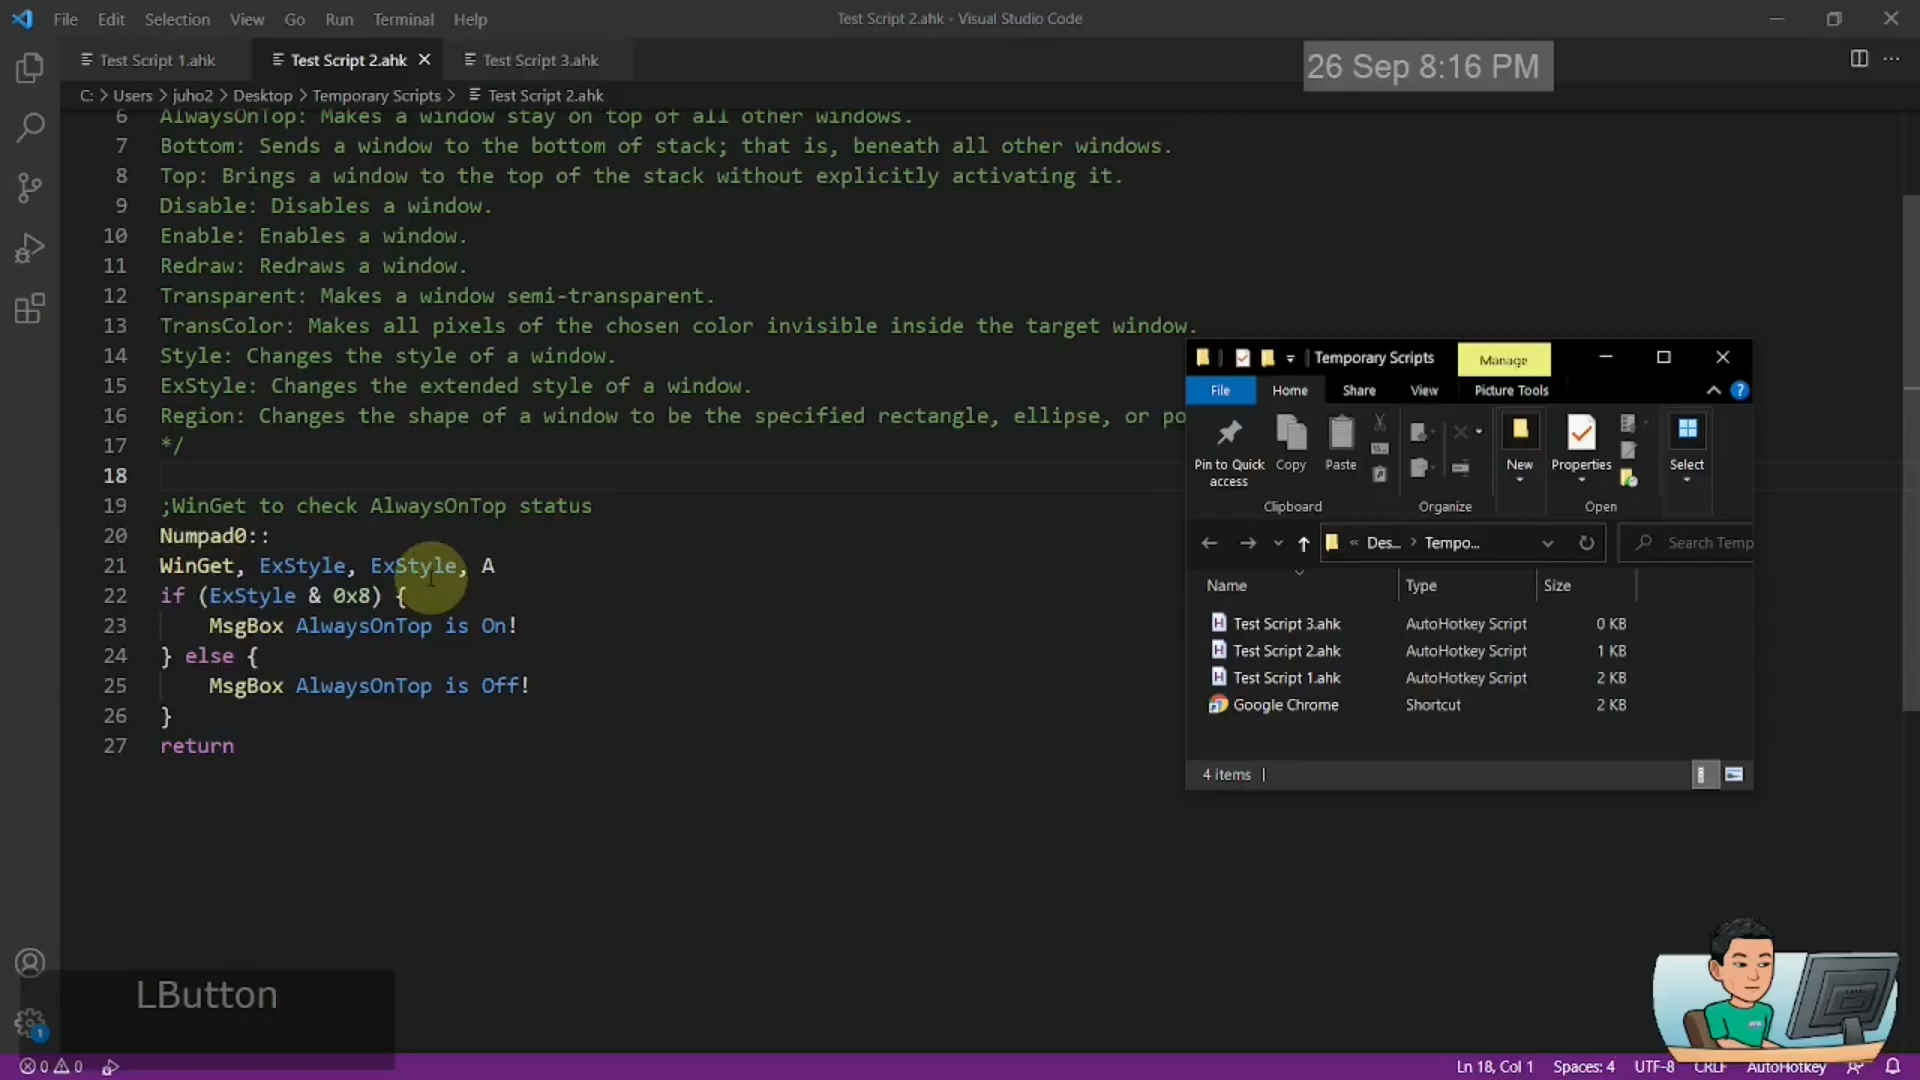 File Edit Selection View Go Run Terminal Help
Test Script 2.ahk - Visual Studio Code
Test Script 1.ahk
Test Script 2.ahk
Test Script 3.ahk
26 Sep 8:16 PM
C: > Users > juho2 > Desktop > Temporary Scripts > Test Script 2.ahk
6 AlwaysOnTop: Makes a window stay on top of all other windows.
7 Bottom: Sends a window to the bottom of stack; that is, beneath all other windows.
8 Top: Brings a window to the top of the stack without explicitly activating it.
9 Disable: Disables a window.
10 Enable: Enables a window.
11 Redraw: Redraws a window.
12 Transparent: Makes a window semi-transparent.
13 TransColor: Makes all pixels of the chosen color invisible inside the target window.
14 Style: Changes the style of a window.
15 ExStyle: Changes the extended style of a window.
16 Region: Changes the shape of a window to be the specified rectangle, ellipse, or po
17 */
18
19 ;WinGet to check AlwaysOnTop status
20 Numpad0::
21 WinGet, ExStyle, ExStyle, A
22 if (ExStyle & 0x8) {
23 MsgBox AlwaysOnTop is On!
24 } else {
25 MsgBox AlwaysOnTop is Off!
26 }
27 return
Temporary Scripts
Manage
File Home Share View Picture Tools
Pin to Quick access
Copy
Paste
New
Properties
Select
Clipboard
Organize
Open
« Des... > Tempo...
Search Temp
Name Type Size
Test Script 3.ahk AutoHotkey Script 0 KB
Test Script 2.ahk AutoHotkey Script 1 KB
Test Script 1.ahk AutoHotkey Script 2 KB
Google Chrome Shortcut 2 KB
4 items
LButton
1
0 0
Ln 18, Col 1 Spaces: 4 UTF-8 CRLF AutoHotkey